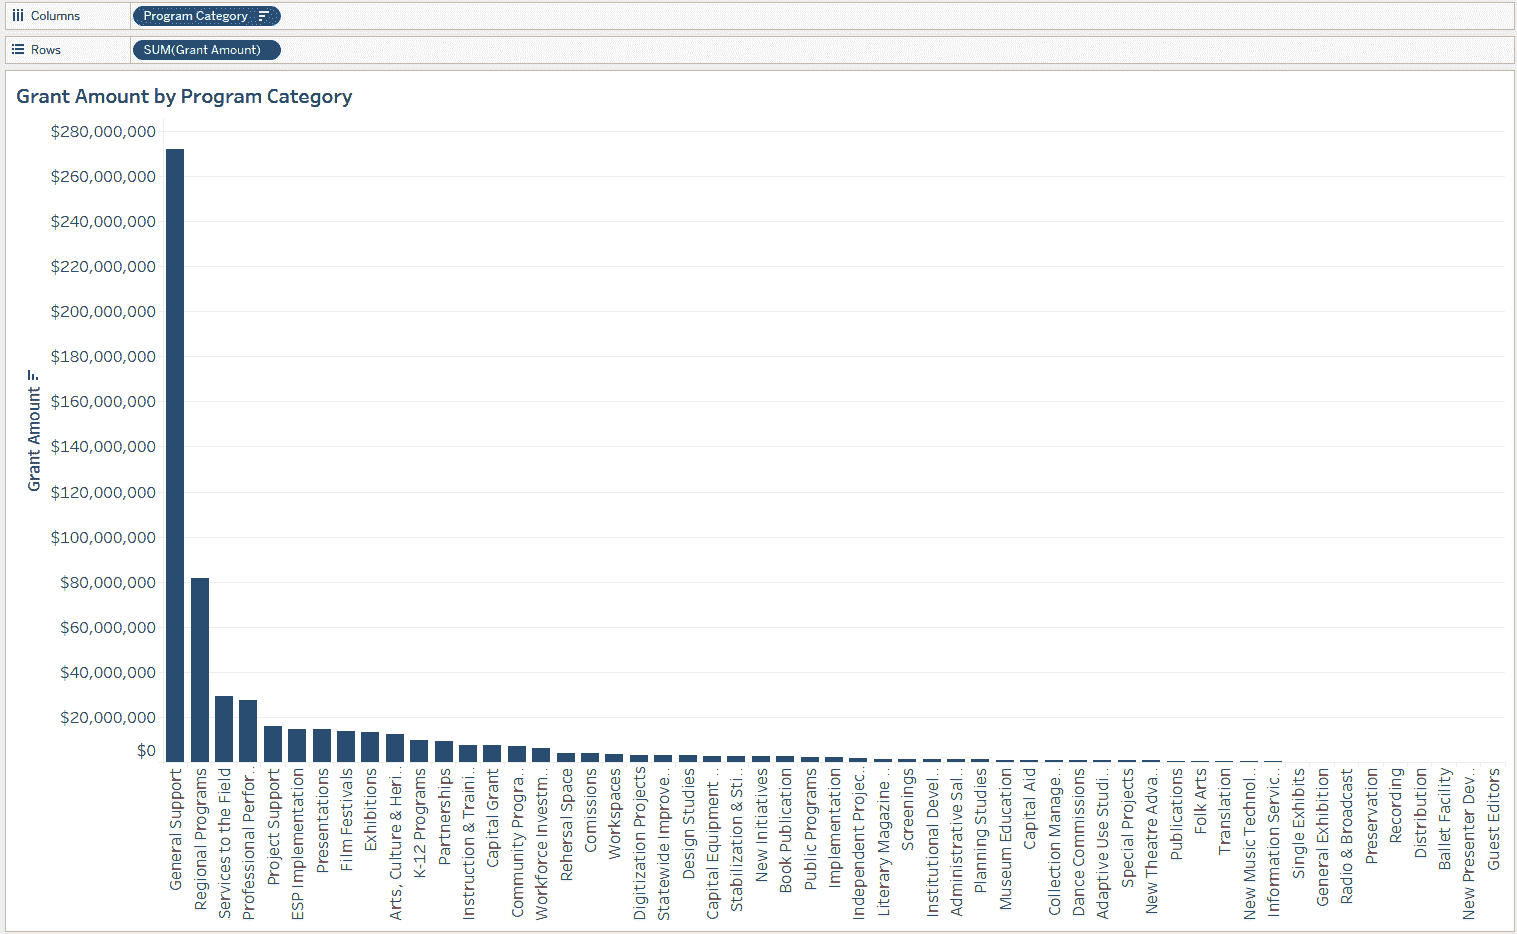 Columns
Program Category
Rows
SUM(Grant Amount)
Grant Amount by Program Category
$280,000,000
$260,000,000
$240,000,000
$220,000,000
$200,000,000
$180,000,000
$160,000,000
$140,000,000
$120,000,000
$100,000,000
$80,000,000
$60,000,000
$40,000,000
$20,000,000
$0
Grant Amount
General Support
Regional Programs
Services to the Field
Professional Perfor..
Project Support
ESP Implementation
Presentations
Film Festivals
Exhibitions
Arts, Culture & Heri..
K-12 Programs
Partnerships
Instruction & Traini..
Capital Grant
Community Progra..
Workforce Investm..
Rehersal Space
Comissions
Workspaces
Digitization Projects
Statewide Improve..
Design Studies
Capital Equipment ..
Stabilization & Sti..
New Initiatives
Book Publication
Public Programs
Implementation
Independent Projec..
Literary Magazine ..
Screenings
Institutional Devel..
Administrative Sal..
Planning Studies
Museum Education
Capital Aid
Collection Manage..
Dance Commissions
Adaptive Use Studi..
Special Projects
New Theatre Adva..
Publications
Folk Arts
Translation
New Music Technol..
Information Servic..
Single Exhibits
General Exhibition
Radio & Broadcast
Preservation
Recording
Distribution
Ballet Facility
New Presenter Dev..
Guest Editors